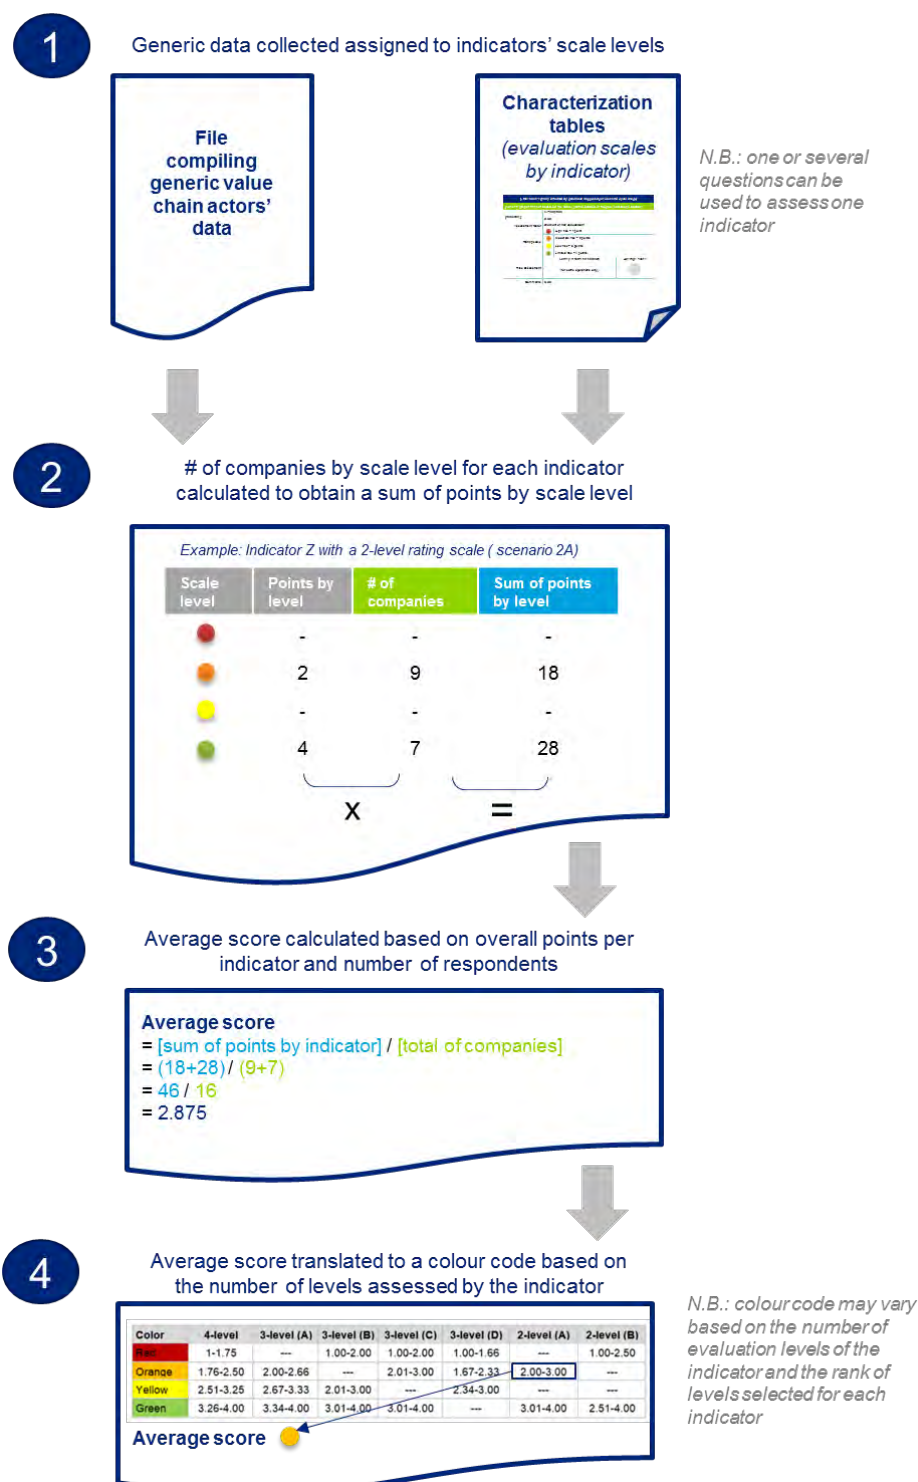 1
Generic data collected assigned to indicators’ scale levels
File
compiling
generic value
chain actors’
data
Characterization
tables
(evaluation scales
by indicator)
N.B.: one or several
questions can be
used to assess one
indicator
2
# of companies by scale level for each indicator
calculated to obtain a sum of points by scale level
Example: Indicator Z with a 2-level rating scale ( scenario 2A)
Scale level Points by level # of companies Sum of points by level
- - -
2 9 18
- - -
4 7 28
x =
3
Average score calculated based on overall points per
indicator and number of respondents
Average score
= [sum of points by indicator] / [total of companies]
= (18+28) / (9+7)
= 46 / 16
= 2.875
4
Average score translated to a colour code based on
the number of levels assessed by the indicator
Color 4-level 3-level (A) 3-level (B) 3-level (C) 3-level (D) 2-level (A) 2-level (B)
Red 1-1.75 --- 1.00-2.00 1.00-2.00 1.00-1.66 --- 1.00-2.50
Orange 1.76-2.50 2.00-2.66 --- 2.01-3.00 1.67-2.33 2.00-3.00 ---
Yellow 2.51-3.25 2.67-3.33 2.01-3.00 --- 2.34-3.00 --- ---
Green 3.26-4.00 3.34-4.00 3.01-4.00 3.01-4.00 --- 3.01-4.00 2.51-4.00
Average score
N.B.: colour code may vary
based on the number of
evaluation levels of the
indicator and the rank of
levels selected for each
indicator